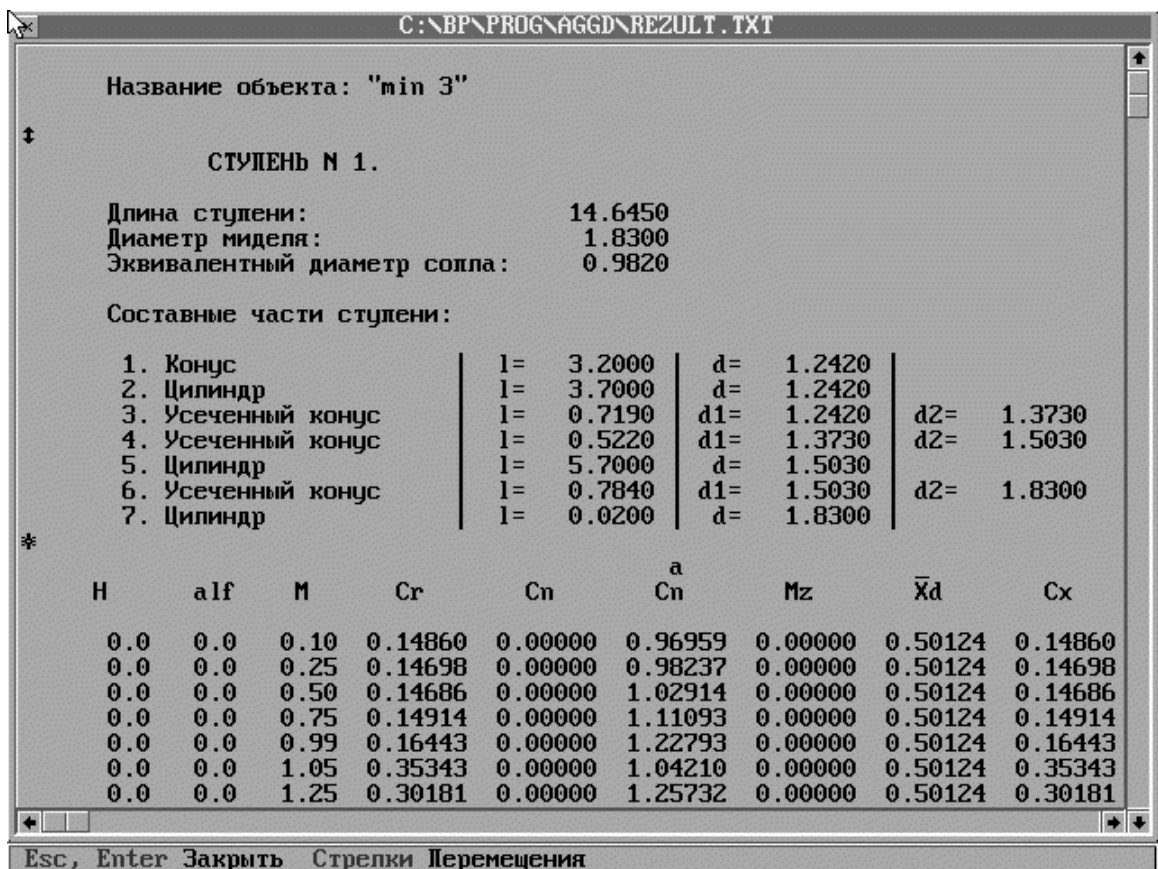 C:\BP\PROG\AGGD\REZULT.TXT
Название объекта: "min 3"
СТУПЕНЬ N 1.
Длина ступени: 14.6450
Диаметр миделя: 1.8300
Эквивалентный диаметр сопла: 0.9820
Составные части ступени:
1. Конус | l= 3.2000 | d= 1.2420 |
2. Цилиндр | l= 3.7000 | d= 1.2420 |
3. Усеченный конус | l= 0.7190 | d1= 1.2420 | d2= 1.3730
4. Усеченный конус | l= 0.5220 | d1= 1.3730 | d2= 1.5030
5. Цилиндр | l= 5.7000 | d= 1.5030 |
6. Усеченный конус | l= 0.7840 | d1= 1.5030 | d2= 1.8300
7. Цилиндр | l= 0.0200 | d= 1.8300 |
a
H alf M Cr Cn Cn Mz X̅d Cx
0.0 0.0 0.10 0.14860 0.00000 0.96959 0.00000 0.50124 0.14860
0.0 0.0 0.25 0.14698 0.00000 0.98237 0.00000 0.50124 0.14698
0.0 0.0 0.50 0.14686 0.00000 1.02914 0.00000 0.50124 0.14686
0.0 0.0 0.75 0.14914 0.00000 1.11093 0.00000 0.50124 0.14914
0.0 0.0 0.99 0.16443 0.00000 1.22793 0.00000 0.50124 0.16443
0.0 0.0 1.05 0.35343 0.00000 1.04210 0.00000 0.50124 0.35343
0.0 0.0 1.25 0.30181 0.00000 1.25732 0.00000 0.50124 0.30181
Esc, Enter Закрыть Стрелки Перемещения